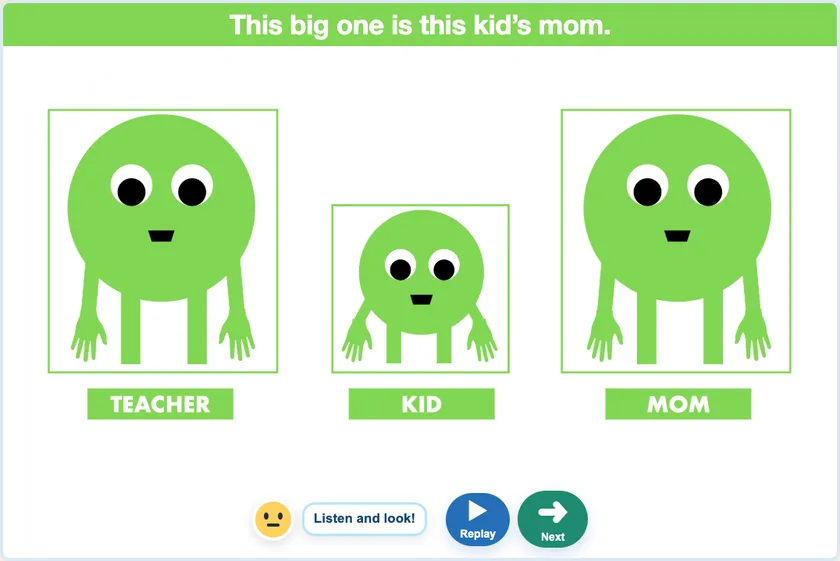 This big one is this kid’s mom.
TEACHER
KID
MOM
Listen and look!
Replay
Next